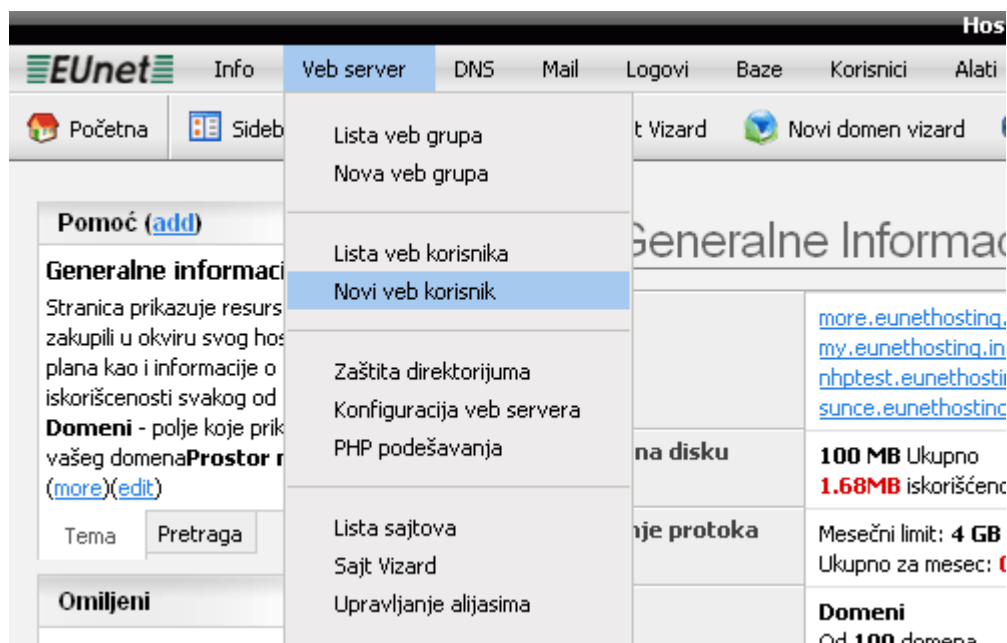 Hos
EUnet Info Veb server DNS Mail Logovi Baze Korisnici Alati
Početna Sideb t Vizard Novi domen vizard
Lista veb grupa
Nova veb grupa
Lista veb korisnika
Novi veb korisnik
Zaštita direktorijuma
Konfiguracija veb servera
PHP podešavanja
Lista sajtova
Sajt Vizard
Upravljanje alijasima
Pomoć (add)
Generalne informaci
Stranica prikazuje resurs
zakupili u okviru svog hos
plana kao i informacije o
iskorišcenosti svakog od
Domeni - polje koje prik
vašeg domenaProstor n
(more)(edit)
Tema Pretraga
Omiljeni
Generalne Informac
more.eunethosting.
my.eunethosting.in
nhptest.eunethostin
sunce.eunethosting
na disku
100 MB Ukupno
1.68MB iskorišćeno
nje protoka
Mesečni limit: 4 GB
Ukupno za mesec: 0
Domeni
Od 100 domena